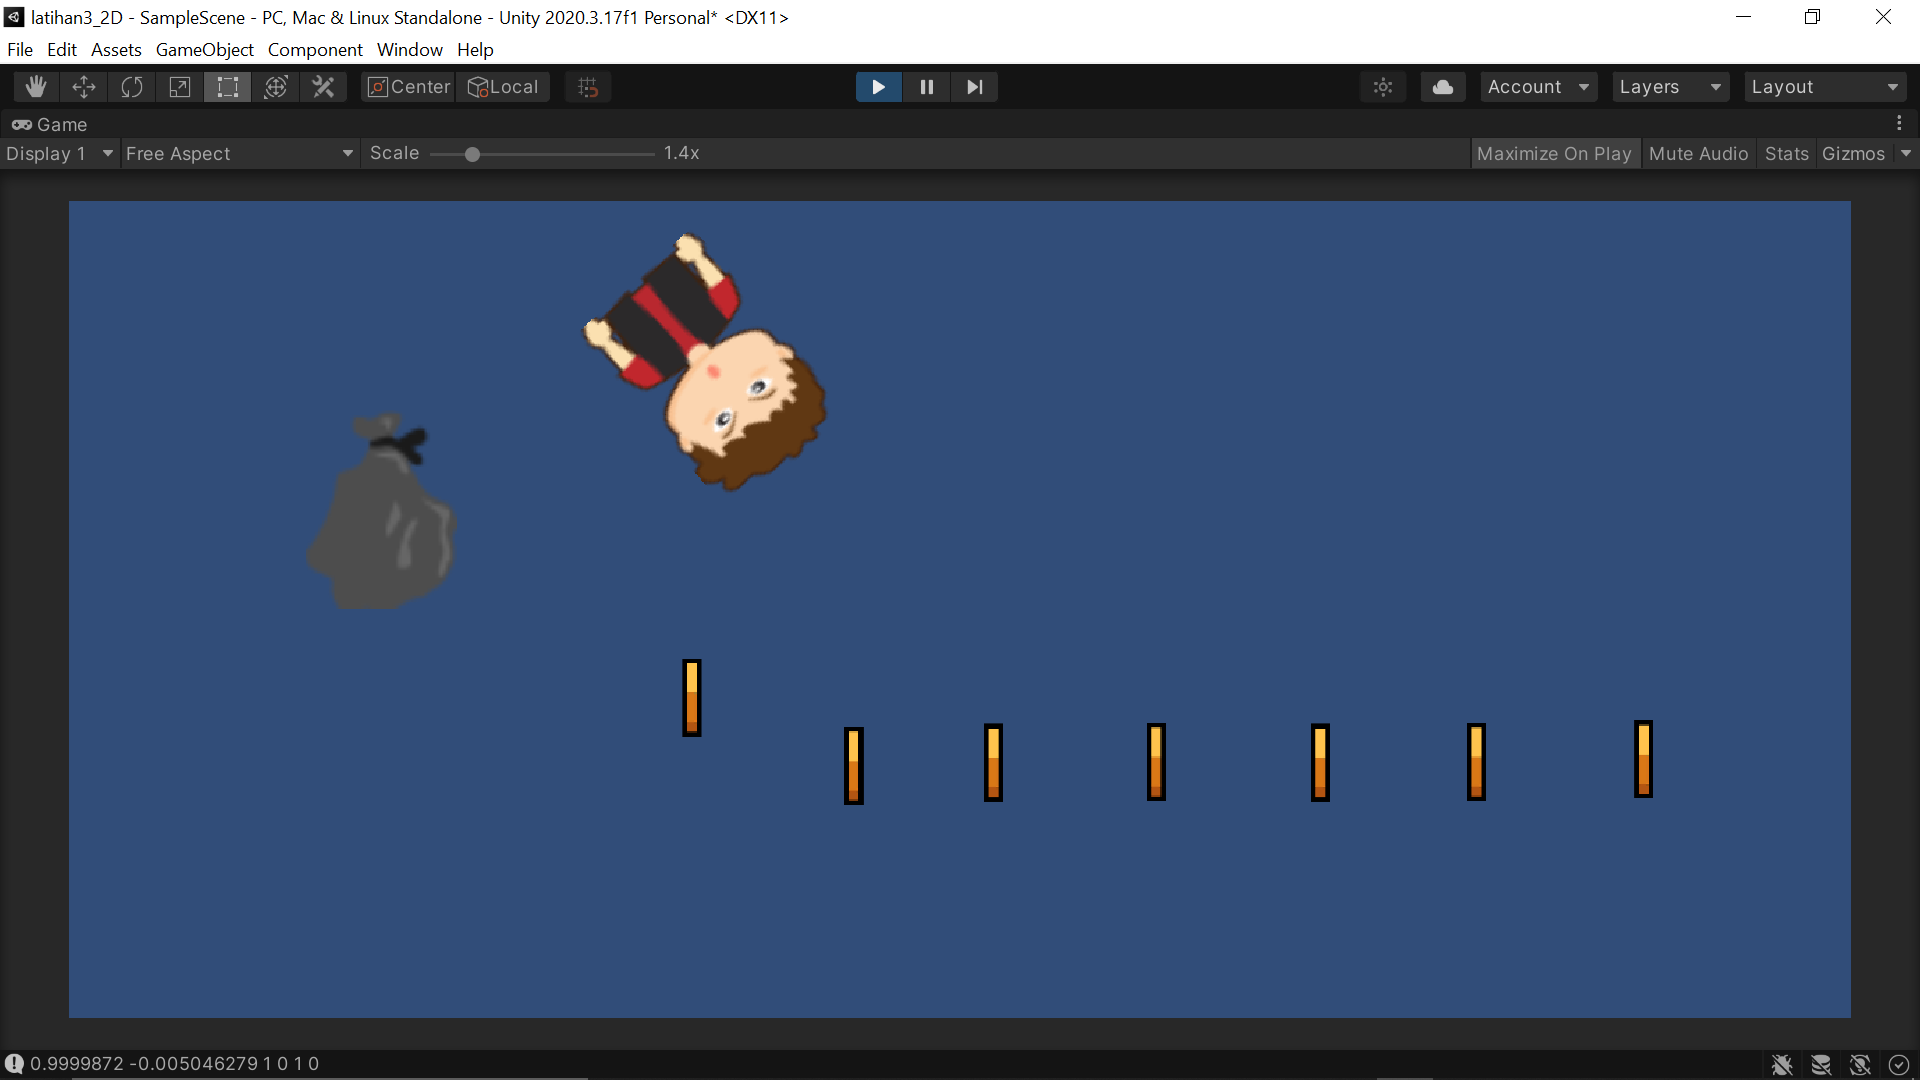 latihan3_2D - SampleScene - PC, Mac & Linux Standalone - Unity 2020.3.17f1 Personal* <DX11>
File Edit Assets GameObject Component Window Help
Center Local Account Layers Layout
Game
Display 1 Free Aspect Scale 1.4x Maximize On Play Mute Audio Stats Gizmos
0.9999872 -0.005046279 1 0 1 0